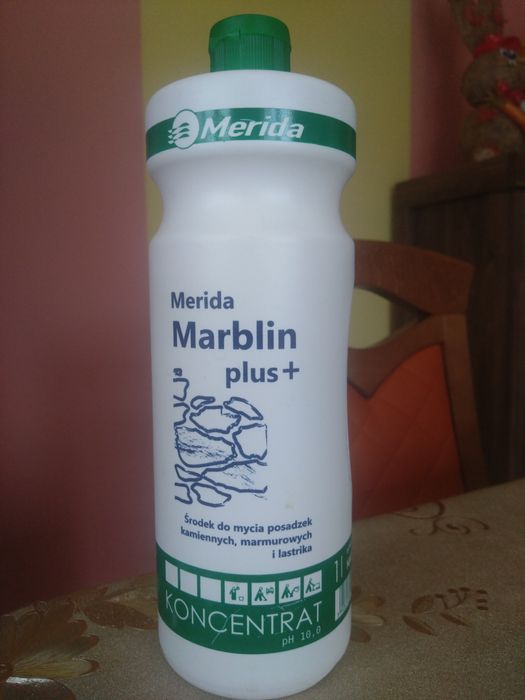 Merida
Merida
Marblin
plus+
Środek do mycia posadzek
kamiennych, marmurowych
i lastrika
1l
KONCENTRAT
pH 10,0